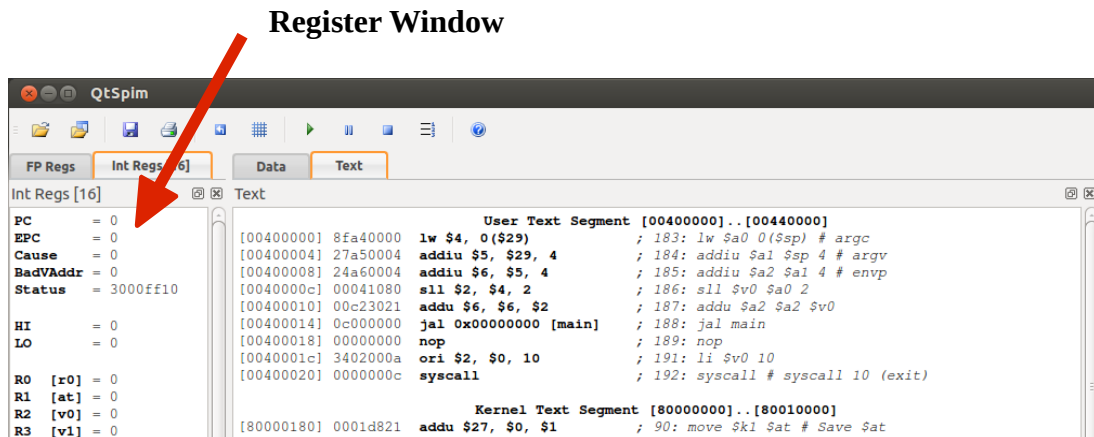 Register Window
QtSpim
FP Regs Int Regs [16] Data Text
Int Regs [16] Text
PC = 0
EPC = 0
Cause = 0
BadVAddr = 0
Status = 3000ff10
HI = 0
LO = 0
R0 [r0] = 0
R1 [at] = 0
R2 [v0] = 0
R3 [v1] = 0
User Text Segment [00400000]..[00440000]
[00400000] 8fa40000 lw $4, 0($29) ; 183: lw $a0 0($sp) # argc
[00400004] 27a50004 addiu $5, $29, 4 ; 184: addiu $a1 $sp 4 # argv
[00400008] 24a60004 addiu $6, $5, 4 ; 185: addiu $a2 $a1 4 # envp
[0040000c] 00041080 sll $2, $4, 2 ; 186: sll $v0 $a0 2
[00400010] 00c23021 addu $6, $6, $2 ; 187: addu $a2 $a2 $v0
[00400014] 0c000000 jal 0x00000000 [main] ; 188: jal main
[00400018] 00000000 nop ; 189: nop
[0040001c] 3402000a ori $2, $0, 10 ; 191: li $v0 10
[00400020] 0000000c syscall ; 192: syscall # syscall 10 (exit)
Kernel Text Segment [80000000]..[80010000]
[80000180] 0001d821 addu $27, $0, $1 ; 90: move $k1 $at # Save $at